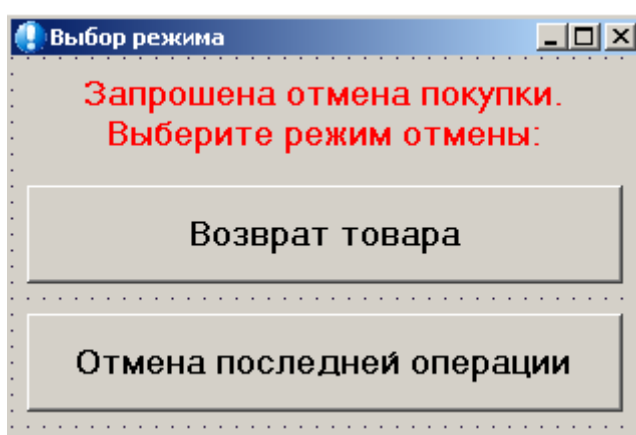 Выбор режима
Запрошена отмена покупки.
Выберите режим отмены:
Возврат товара
Отмена последней операции